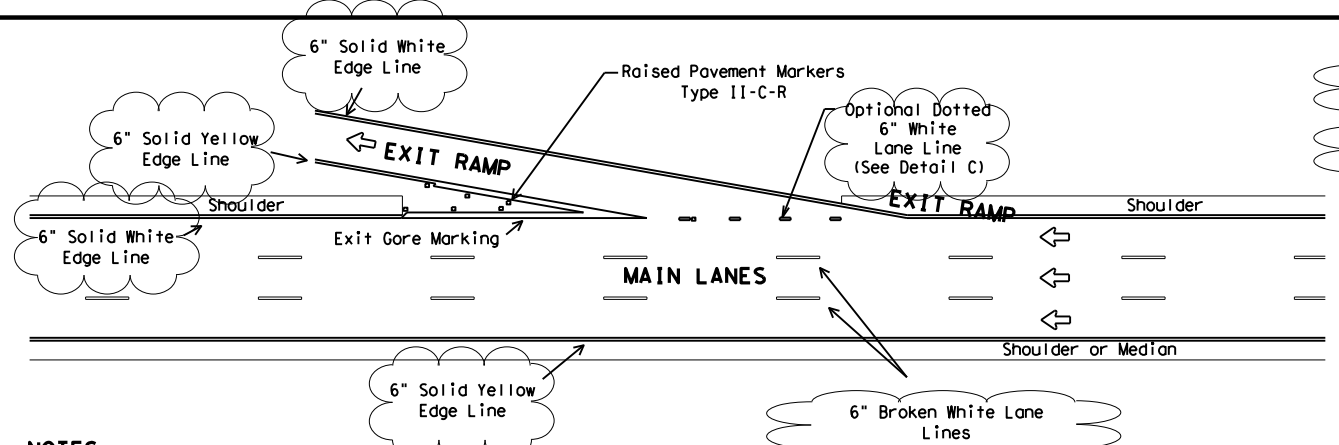 6" Solid White
Edge Line
Raised Pavement Markers
Type II-C-R
Optional Dotted
6" White
Lane Line
(See Detail C)
6" Solid Yellow
Edge Line
EXIT RAMP
EXIT RAMP
Shoulder
Shoulder
6" Solid White
Edge Line
Exit Gore Marking
MAIN LANES
Shoulder or Median
6" Solid Yellow
Edge Line
6" Broken White Lane
Lines
NOTES